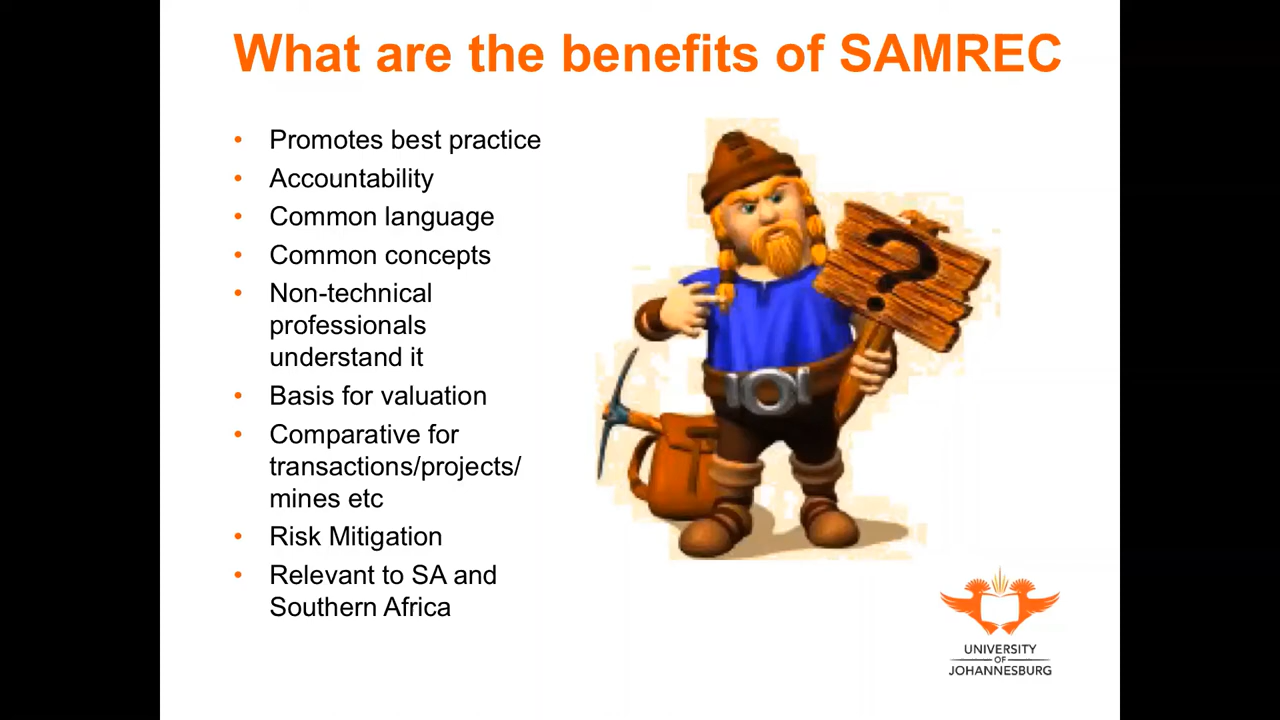 What are the benefits of SAMREC
• Promotes best practice
• Accountability
• Common language
• Common concepts
• Non-technical
professionals
understand it
• Basis for valuation
• Comparative for
transactions/projects/
mines etc
• Risk Mitigation
• Relevant to SA and
Southern Africa
?
UNIVERSITY
OF
JOHANNESBURG